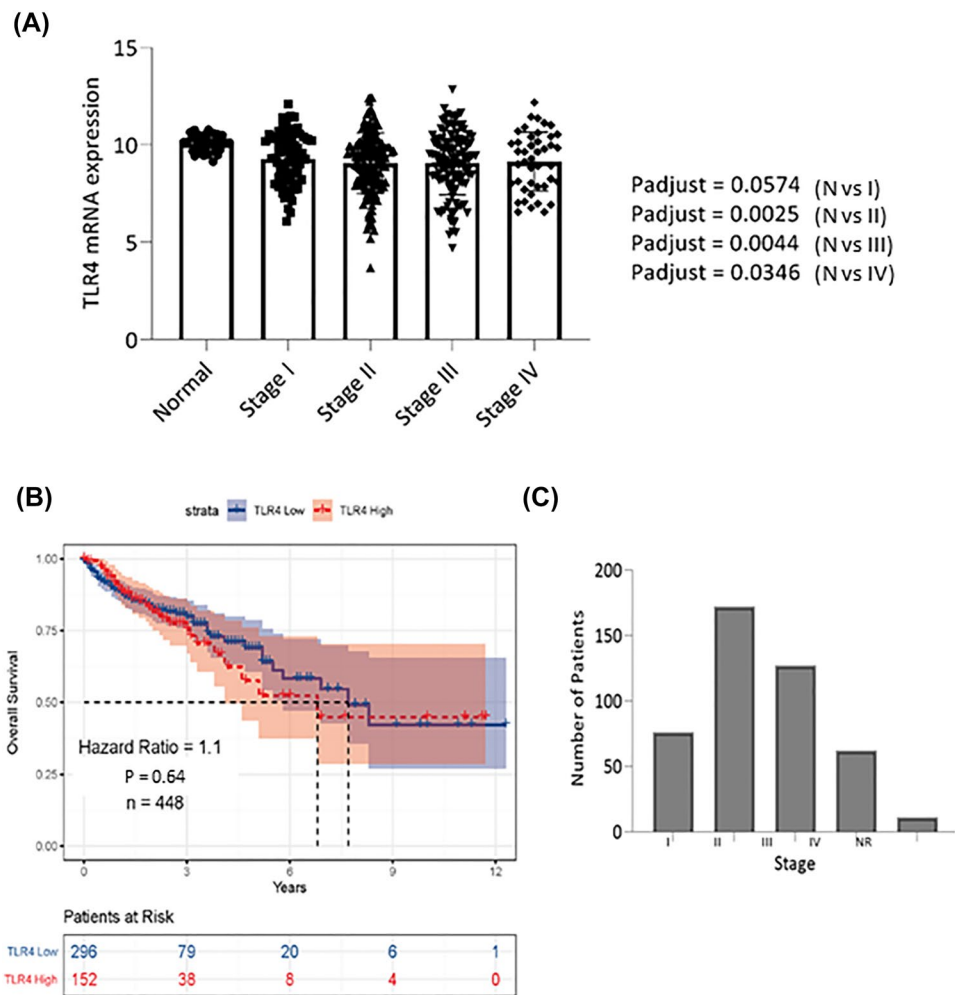 (A)
TLR4 mRNA expression
15
10
5
0
Normal
Stage I
Stage II
Stage III
Stage IV
Padjust = 0.0574 (N vs I)
Padjust = 0.0025 (N vs II)
Padjust = 0.0044 (N vs III)
Padjust = 0.0346 (N vs IV)
(B)
strata TLR4 Low TLR4 High
Overall Survival
1.00
0.75
0.50
0.25
0.00
Hazard Ratio = 1.1
P = 0.64
n = 448
0 3 6 9 12
Years
Patients at Risk
TLR4 Low 296 79 20 6 1
TLR4 High 152 38 8 4 0
(C)
Number of Patients
200
150
100
50
0
I II III IV NR
Stage